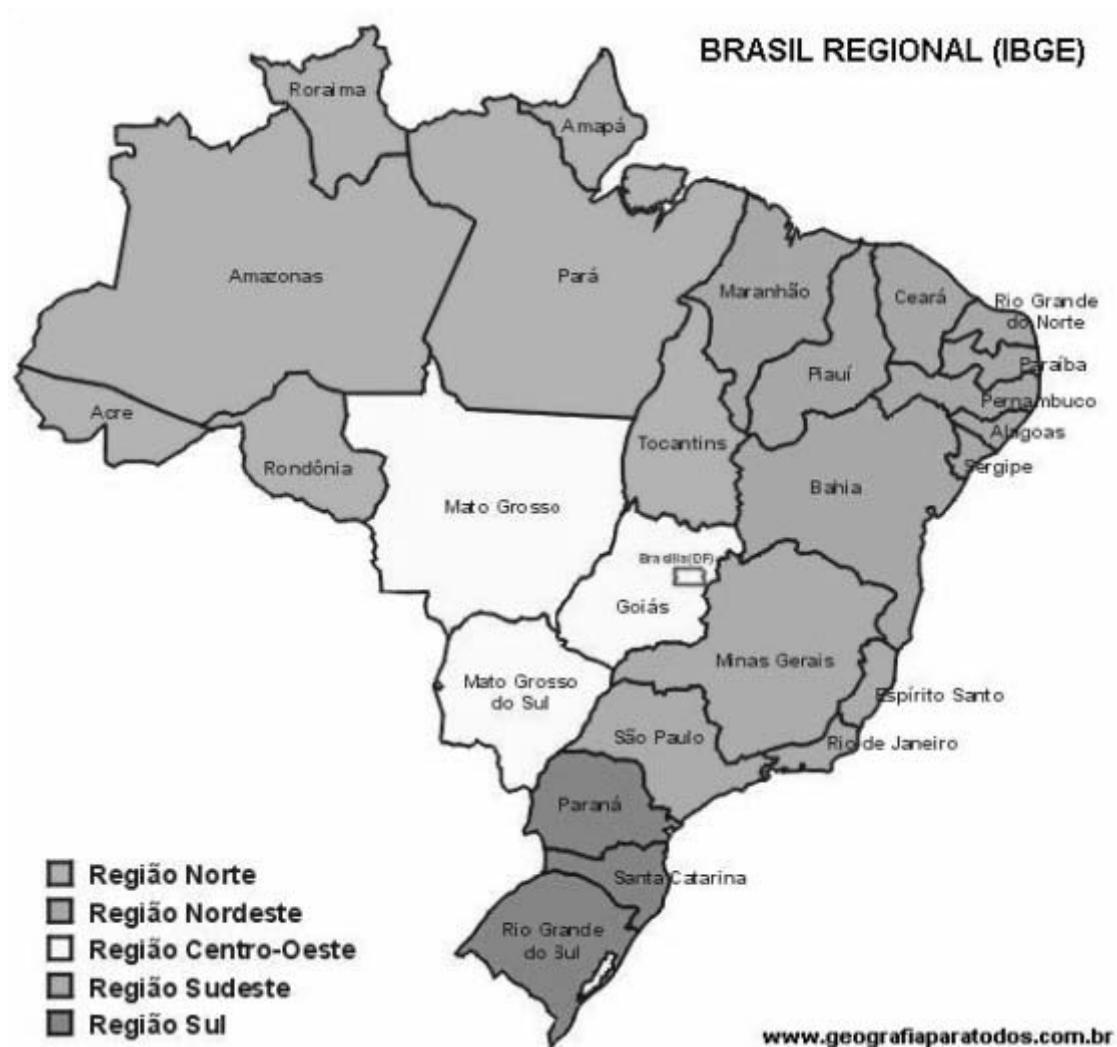 BRASIL REGIONAL (IBGE)
Roraima
Amapá
Amazonas
Pará
Maranhão
Ceará
Rio Grande
do Norte
Paraíba
Piauí
Pernambuco
Acre
Alagoas
Tocantins
Rondônia
Sergipe
Bahia
Mato Grosso
Brasília(DF)
Goiás
Minas Gerais
Mato Grosso
do Sul
Espírito Santo
São Paulo
Rio de Janeiro
Paraná
Santa Catarina
Rio Grande
do Sul
Região Norte
Região Nordeste
Região Centro-Oeste
Região Sudeste
Região Sul
www.geografiaparatodos.com.br